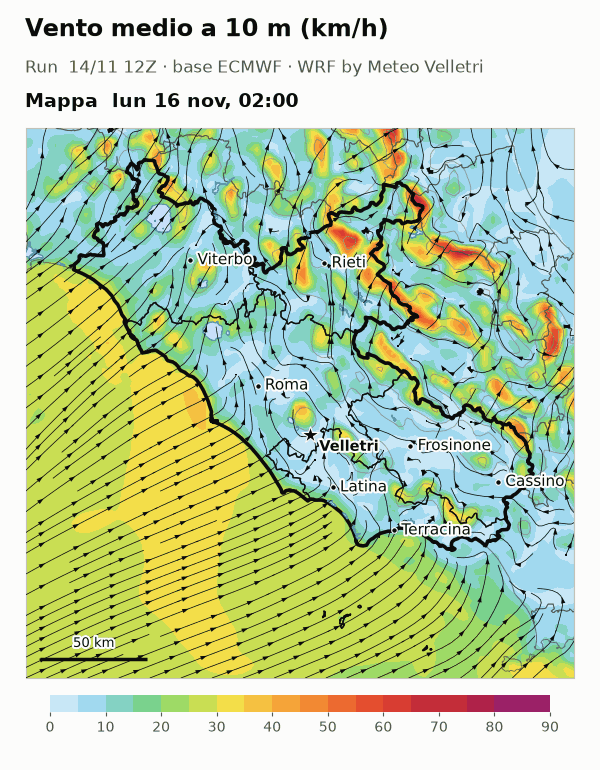 Vento medio a 10 m (km/h)
Run  14/11 12Z · base ECMWF · WRF by Meteo Velletri
Mappa  lun 16 nov, 02:00
Viterbo
Rieti
Roma
Velletri
Frosinone
Cassino
Latina
Terracina
50 km
0 10 20 30 40 50 60 70 80 90